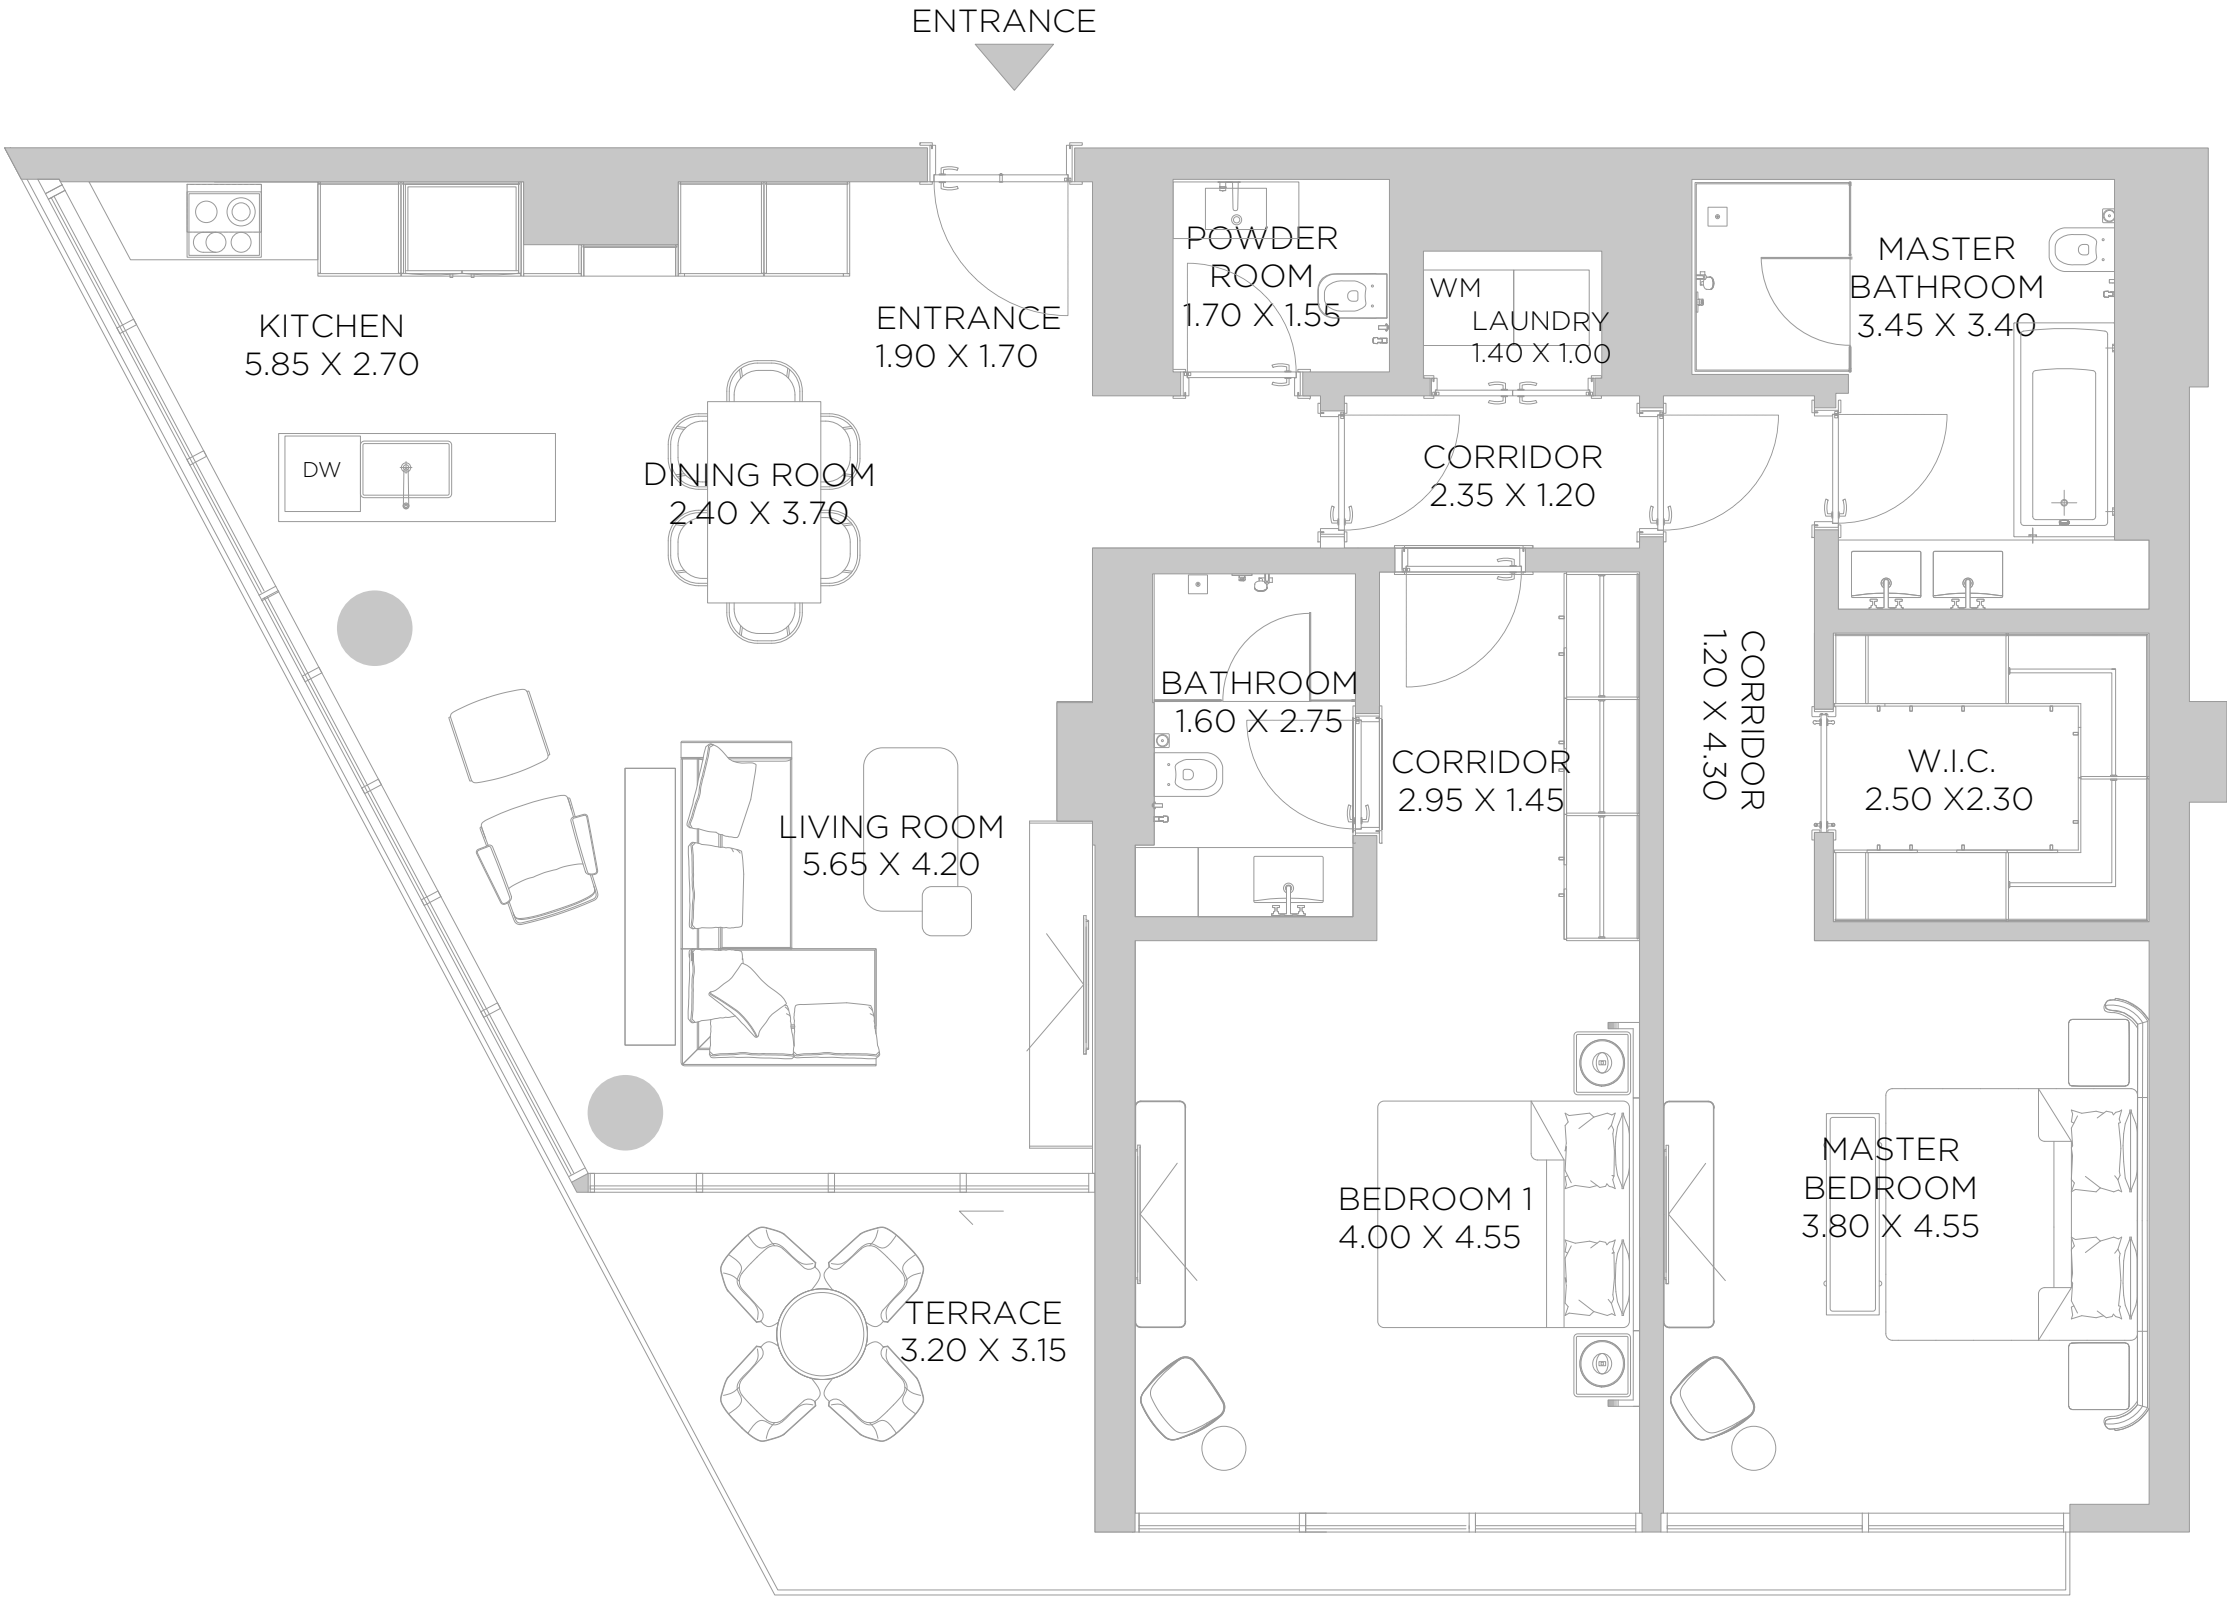 ENTRANCE
KITCHEN
5.85 X 2.70
ENTRANCE
1.90 X 1.70
POWDER
ROOM
1.70 X 1.55
WM
LAUNDRY
1.40 X 1.00
MASTER
BATHROOM
3.45 X 3.40
DW
DINING ROOM
2.40 X 3.70
CORRIDOR
2.35 X 1.20
BATHROOM
1.60 X 2.75
CORRIDOR
2.95 X 1.45
CORRIDOR
1.20 X 4.30
W.I.C.
2.50 X2.30
LIVING ROOM
5.65 X 4.20
BEDROOM 1
4.00 X 4.55
MASTER
BEDROOM
3.80 X 4.55
TERRACE
3.20 X 3.15